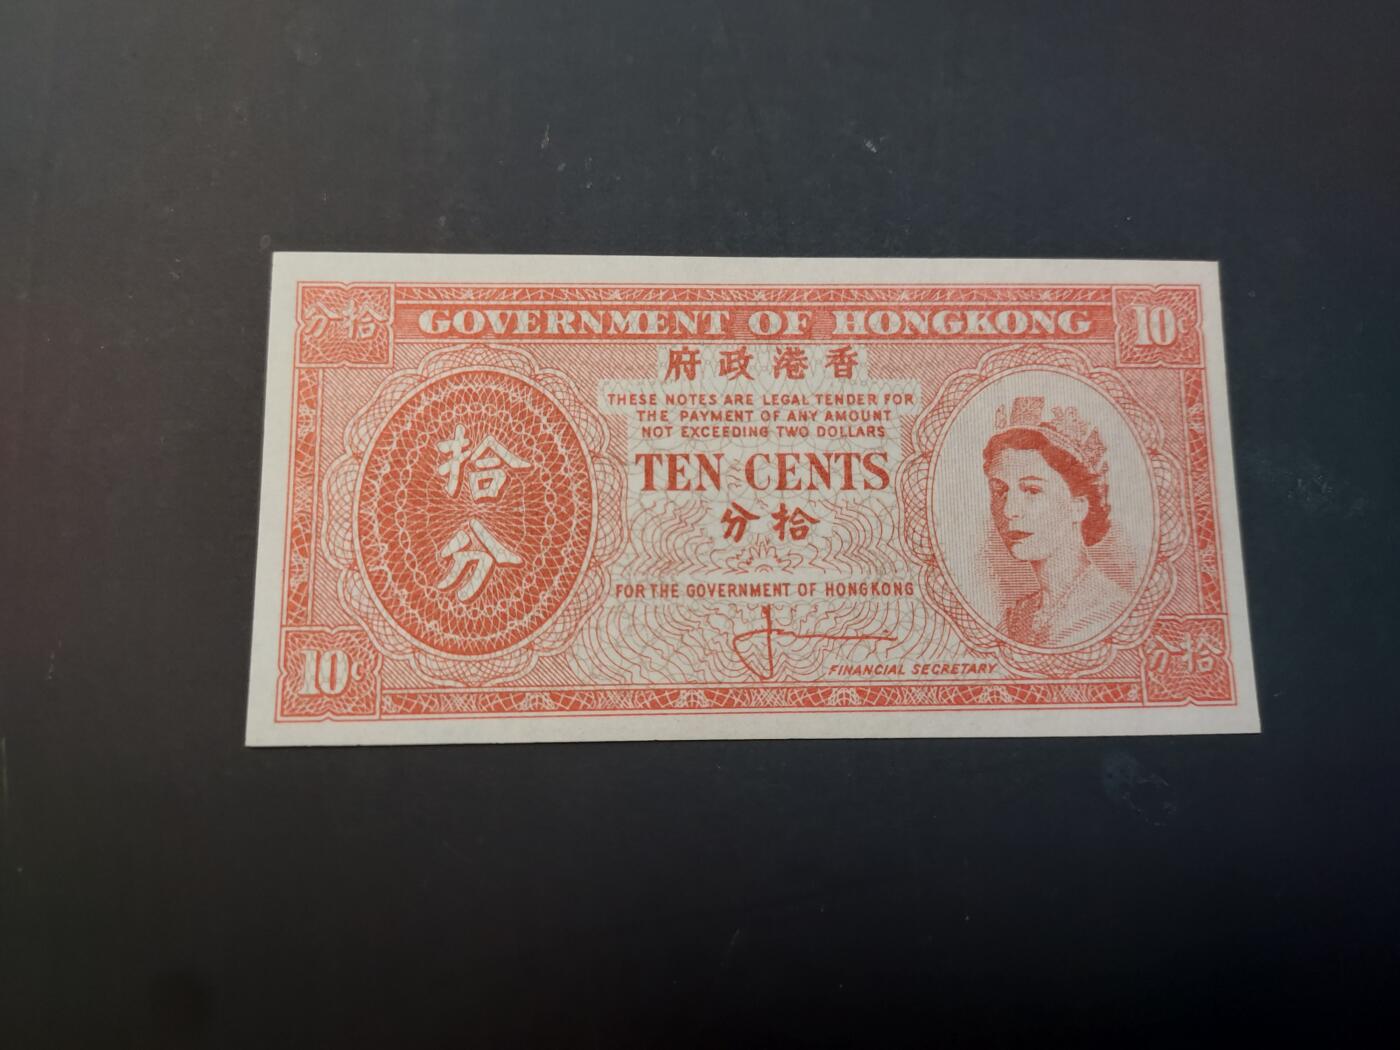 分拾
GOVERNMENT OF HONGKONG
10c
府政港香
THESE NOTES ARE LEGAL TENDER FOR
THE PAYMENT OF ANY AMOUNT
NOT EXCEEDING TWO DOLLARS
拾
分
TEN CENTS
分拾
FOR THE GOVERNMENT OF HONGKONG
FINANCIAL SECRETARY
10c
分拾